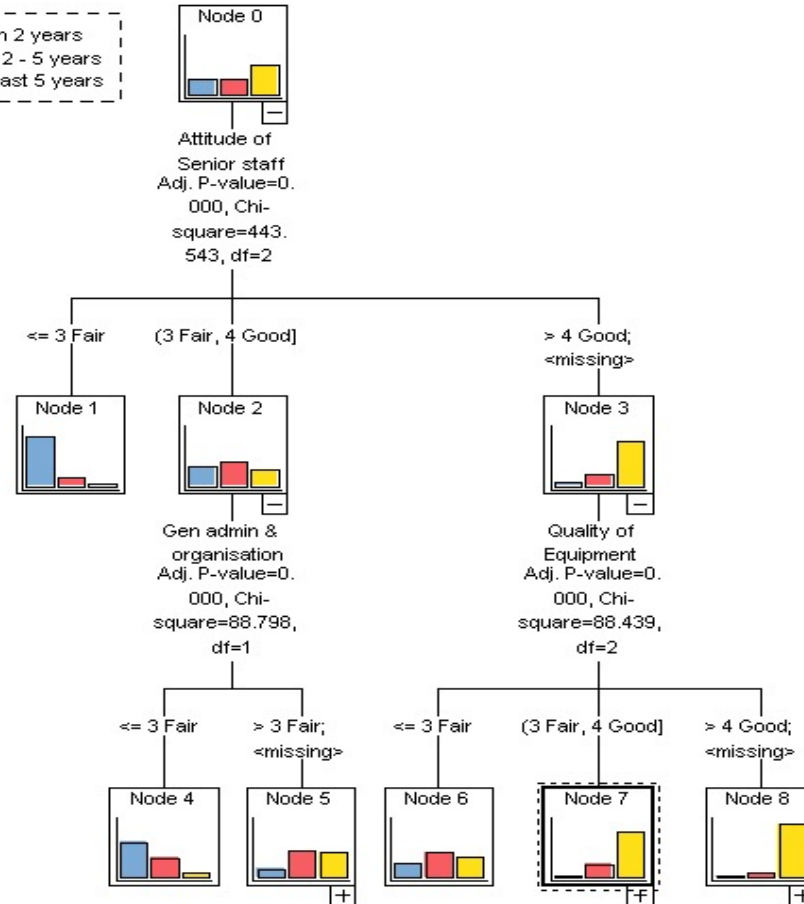 Node 0
n 2 years
2 - 5 years
ast 5 years
Attitude of
Senior staff
Adj. P-value=0.
000, Chi-
square=443.
543, df=2
<= 3 Fair
(3 Fair, 4 Good]
> 4 Good;
<missing>
Node 1
Node 2
Node 3
Gen admin &
organisation
Adj. P-value=0.
000, Chi-
square=88.798,
df=1
Quality of
Equipment
Adj. P-value=0.
000, Chi-
square=88.439,
df=2
<= 3 Fair
> 3 Fair;
<missing>
<= 3 Fair
(3 Fair, 4 Good]
> 4 Good;
<missing>
Node 4
Node 5
Node 6
Node 7
Node 8